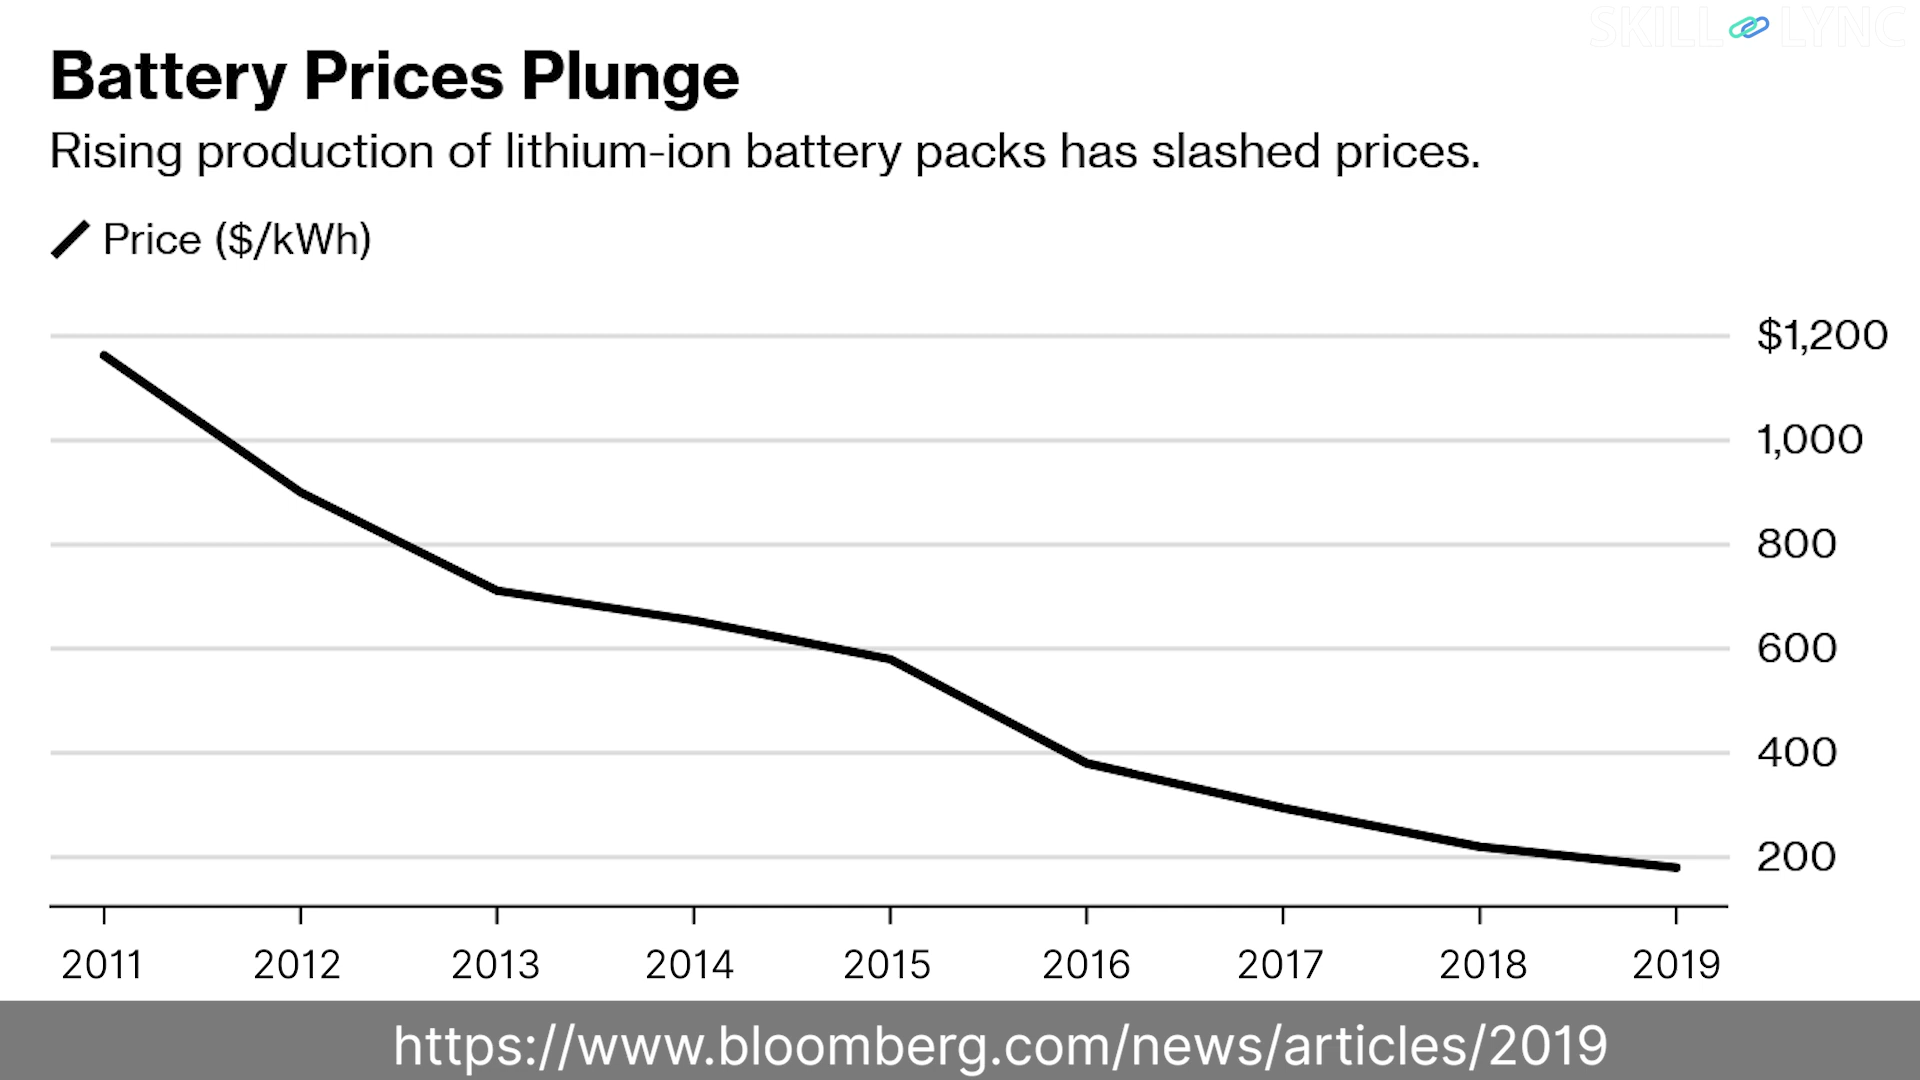 SKILL LYNC
Battery Prices Plunge
Rising production of lithium-ion battery packs has slashed prices.
Price ($/kWh)
$1,200
1,000
800
600
400
200
2011 2012 2013 2014 2015 2016 2017 2018 2019
https://www.bloomberg.com/news/articles/2019